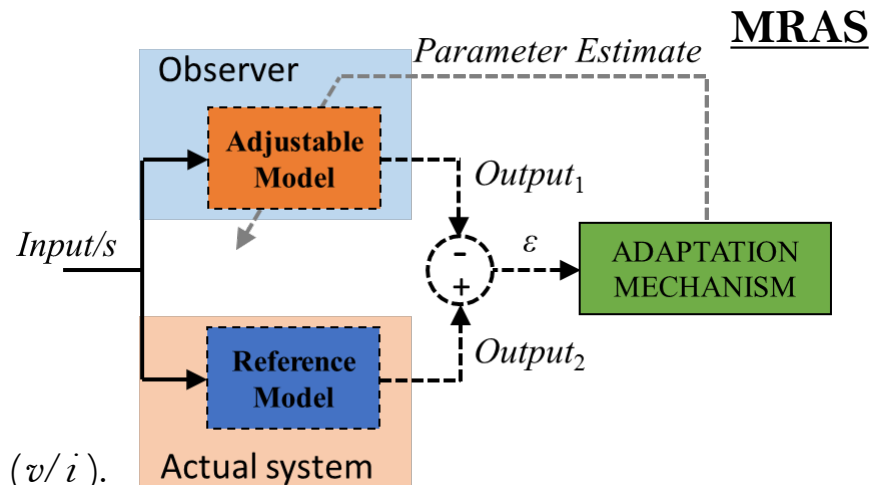 MRAS
Parameter Estimate
Observer
Adjustable
Model
Output₁
Input/s
-
+
ε
ADAPTATION
MECHANISM
Reference
Model
Output₂
Actual system
(v/i).